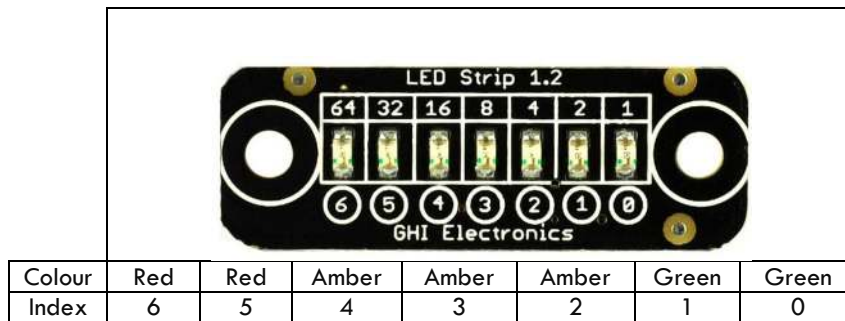 LED Strip 1.2
64 32 16 8 4 2 1
6 5 4 3 2 1 0
GHI Electronics
Colour Red Red Amber Amber Amber Green Green
Index 6 5 4 3 2 1 0